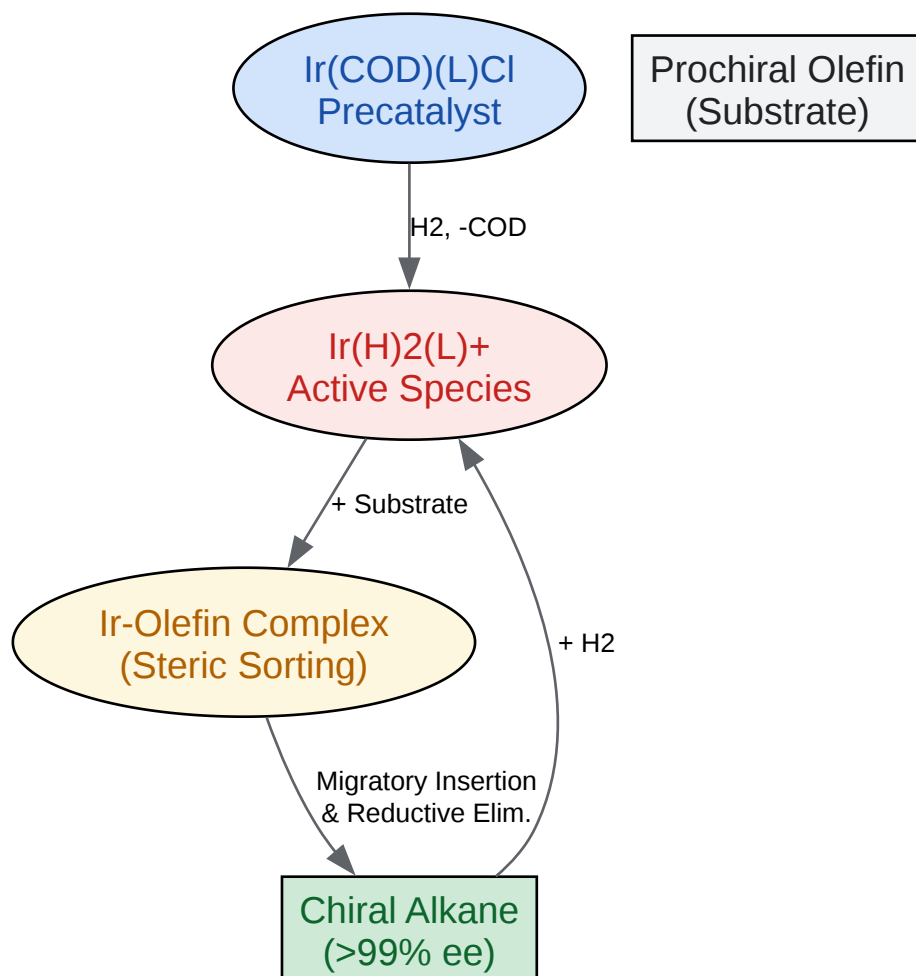 Ir(COD)(L)Cl
Precatalyst
Prochiral Olefin
(Substrate)
H2, -COD
Ir(H)2(L)+
Active Species
+ Substrate
Ir-Olefin Complex
(Steric Sorting)
+ H2
Migratory Insertion
& Reductive Elim.
Chiral Alkane
(>99% ee)